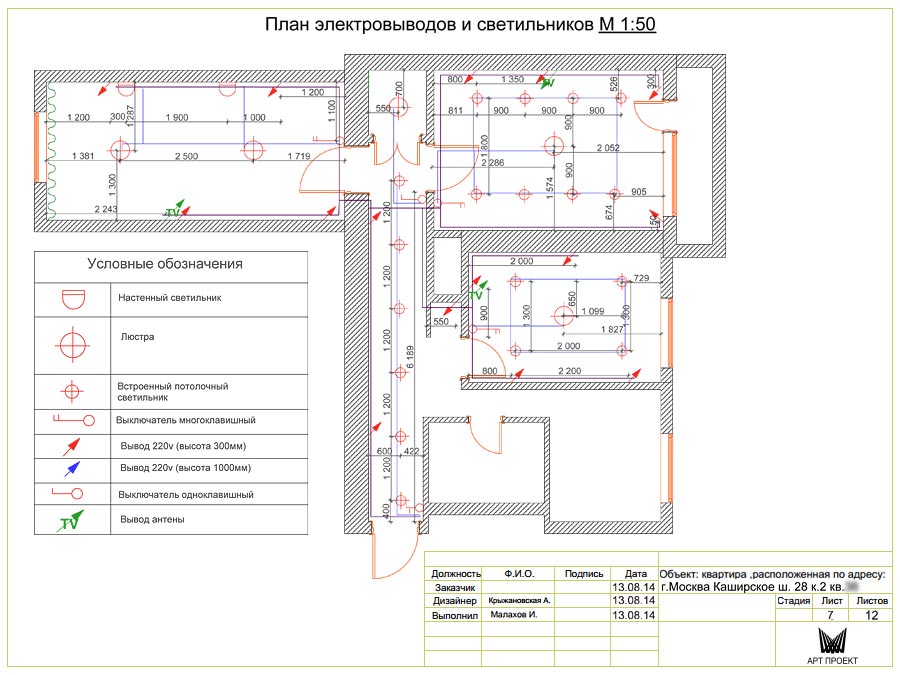 План электровыводов и светильников М 1:50
1 200
1 100
1 287
300
1 200
1 900
1 000
1 381
2 500
1 719
1 300
2 243
TV
700
550
800
1 350
TV
526
300
811
900
900
900
900
1 800
2 286
2 052
900
1 574
905
674
50
1 200
1 200
1 200
1 200
1 200
6 189
600
422
400
2 000
729
TV
900
550
1 300
650
1 099
1 300
1 827
2 000
800
2 200
Условные обозначения
Настенный светильник
Люстра
Встроенный потолочный
светильник
Выключатель многоклавишный
Вывод 220v (высота 300мм)
Вывод 220v (высота 1000мм)
Выключатель одноклавишный
TV
Вывод антены
Должность Ф.И.О. Подпись Дата
Заказчик 13.08.14
Дизайнер Крыжановская А. 13.08.14
Выполнил Малахов И. 13.08.14
Объект: квартира ,расположенная по адресу:
г.Москва Каширское ш. 28 к.2 кв.
Стадия Лист Листов
7 12
АРТ ПРОЕКТ